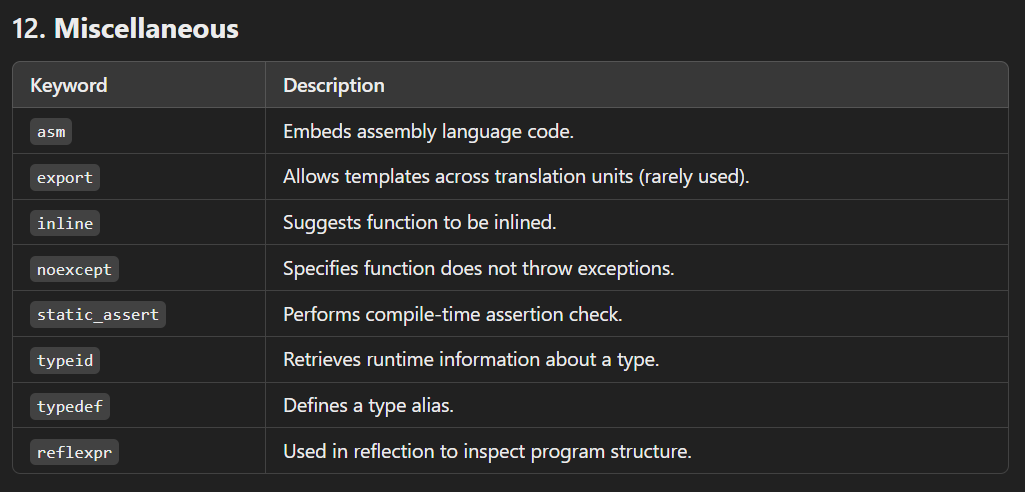 12. Miscellaneous
Keyword Description
asm Embeds assembly language code.
export Allows templates across translation units (rarely used).
inline Suggests function to be inlined.
noexcept Specifies function does not throw exceptions.
static_assert Performs compile-time assertion check.
typeid Retrieves runtime information about a type.
typedef Defines a type alias.
reflexpr Used in reflection to inspect program structure.